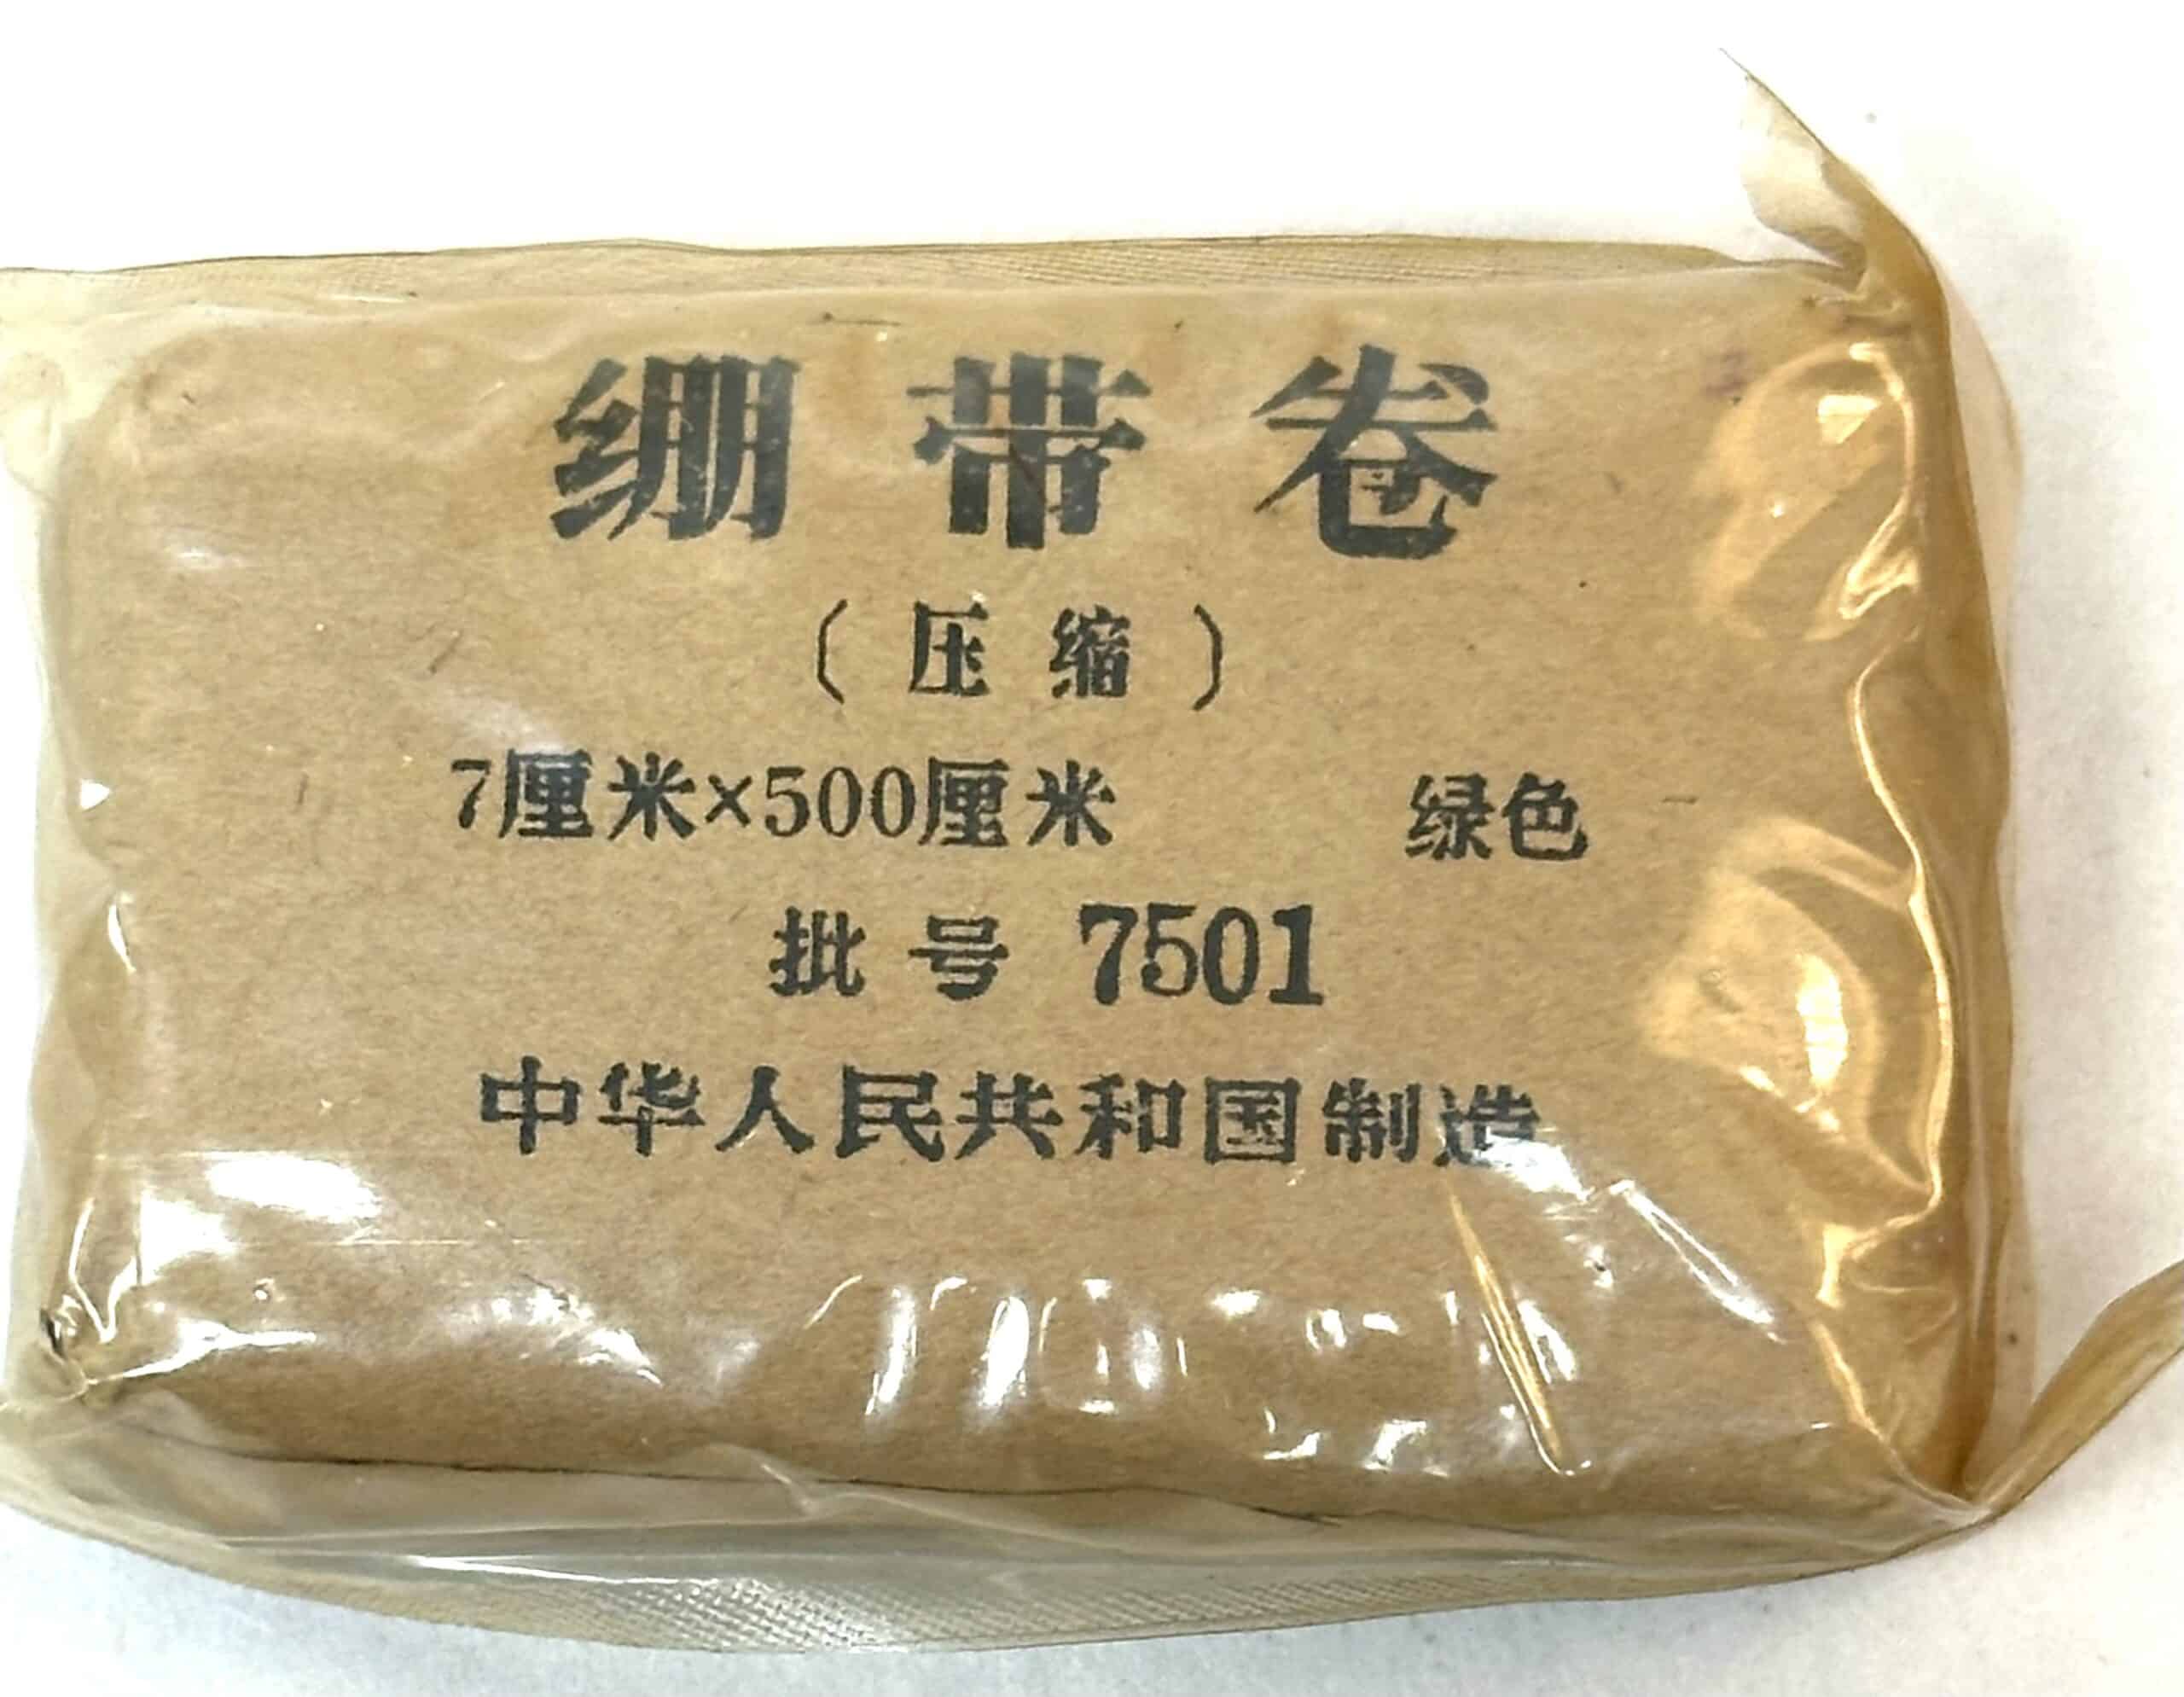 绷带卷
（压缩）
7厘米×500厘米 绿色
批号 7501
中华人民共和国制造